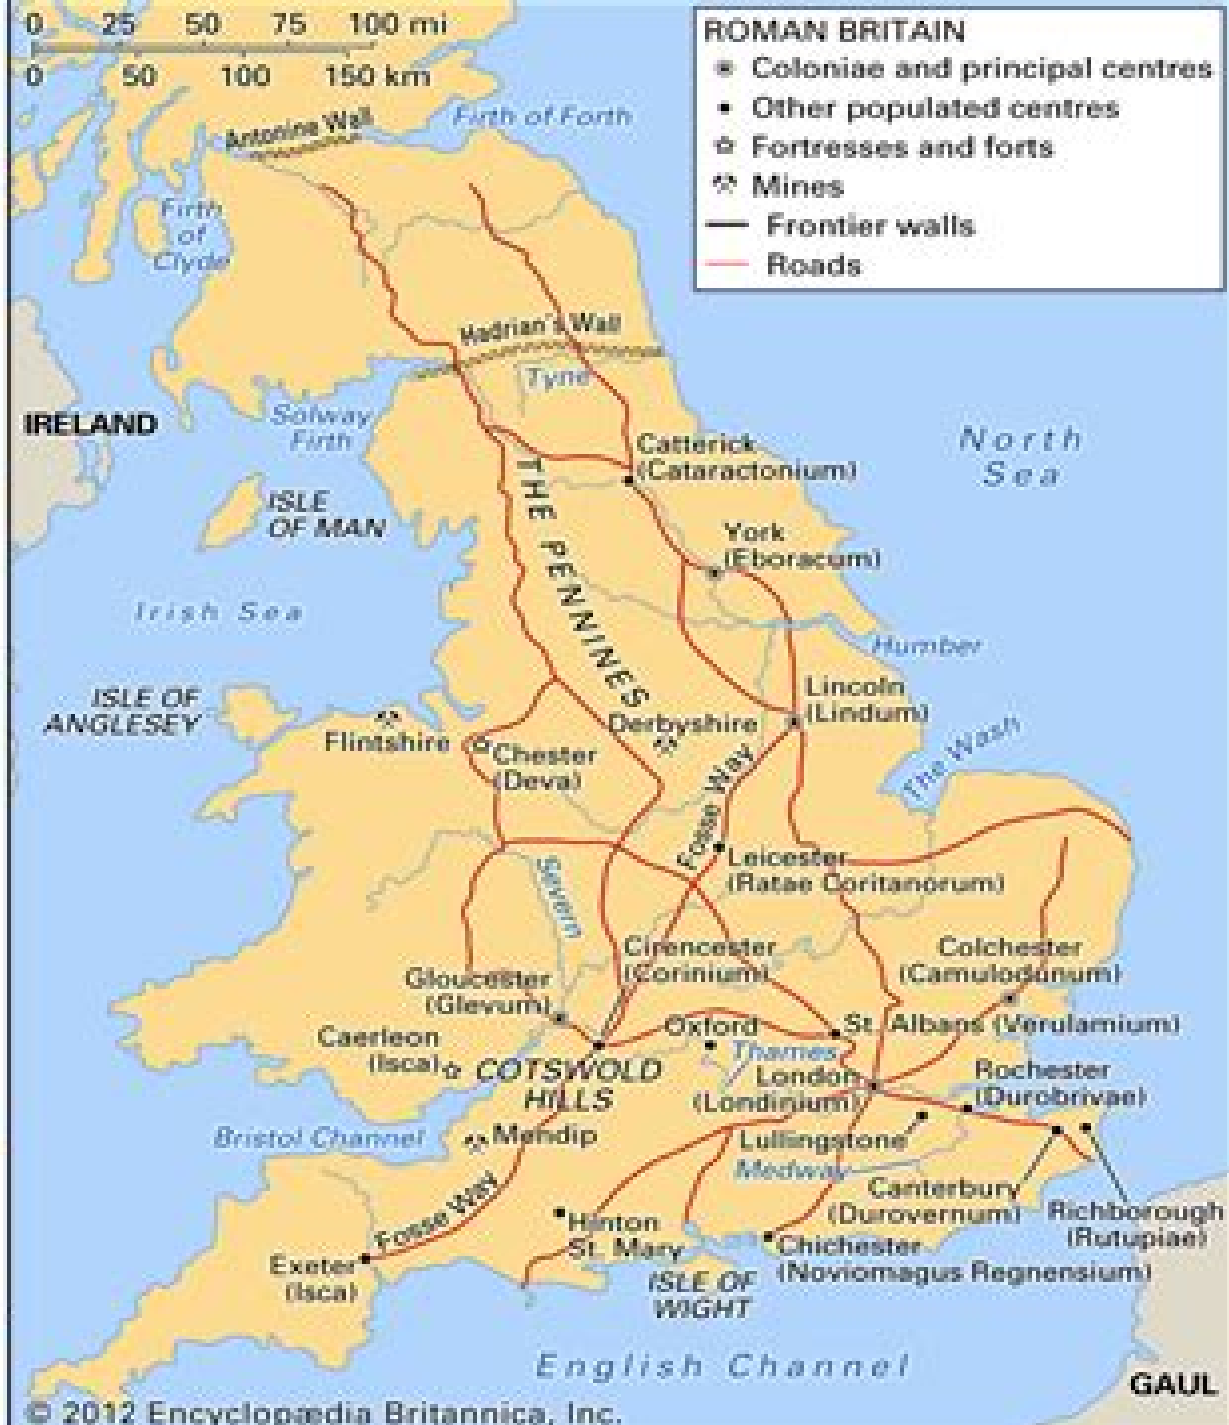 0 25 50 75 100 mi
0 50 100 150 km
ROMAN BRITAIN
Coloniae and principal centres
Other populated centres
Fortresses and forts
Mines
Frontier walls
Roads
Antonine Wall
Firth of Forth
Firth
of
Clyde
Hadrian's Wall
Tyne
IRELAND
Solway
Firth
Catterick
(Cataractonium)
North
Sea
ISLE
OF MAN
THE PENNINES
York
(Eboracum)
Irish Sea
Humber
ISLE OF
ANGLESEY
Lincoln
(Lindum)
Derbyshire
Flintshire
Chester
(Deva)
The Wash
Fosse Way
Leicester
(Ratae Coritanorum)
Severn
Cirencester
(Corinium)
Colchester
(Camulodunum)
Gloucester
(Glevum)
Oxford
St. Albans (Verulamium)
Caerleon
(Isca)
COTSWOLD
HILLS
Thames
London
(Londinium)
Rochester
(Durobrivae)
Bristol Channel
Mendip
Lullingstone
Medway
Canterbury
(Durovernum)
Richborough
(Rutupiae)
Fosse Way
Hinton
St. Mary
Chichester
(Noviomagus Regnensium)
Exeter
(Isca)
ISLE OF
WIGHT
English Channel
GAUL
© 2012 Encyclopædia Britannica, Inc.